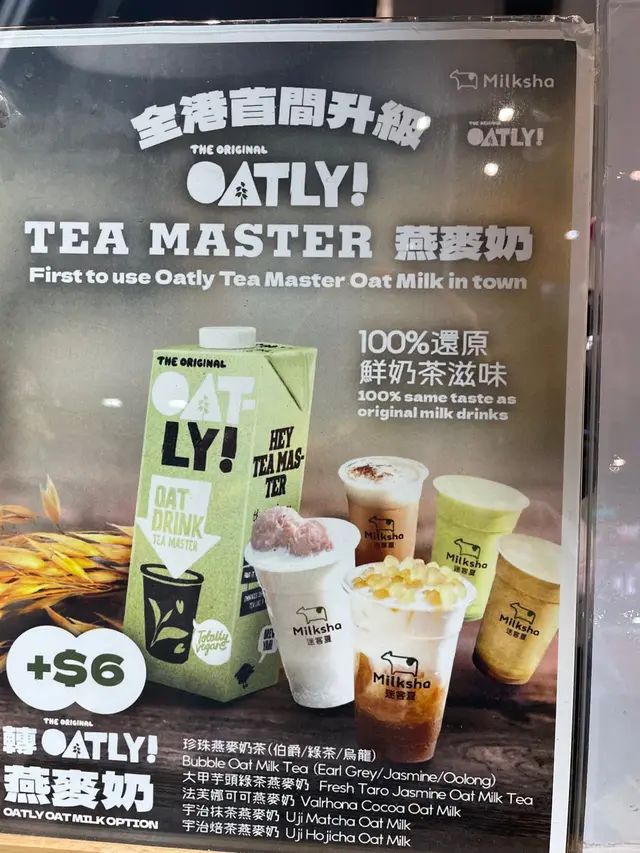 Milksha
全港首間升級
THE ORIGINAL
OATLY!
THE ORIGINAL
OATLY!
TEA MASTER 燕麥奶
First to use Oatly Tea Master Oat Milk in town
100%還原
鮮奶茶滋味
100% same taste as
original milk drinks
THE ORIGINAL
OAT-
LY!
HEY
TEA MAS-
TER
OAT
DRINK
TEA MASTER
Totally
vegan!
Milksha
迷客夏
Milksha
迷客夏
Milksha
迷客夏
Milksha
迷客夏
Milksha
迷客夏
+$6
THE ORIGINAL
轉 OATLY!
燕麥奶
OATLY OAT MILK OPTION
珍珠燕麥奶茶(伯爵/綠茶/烏龍)
Bubble Oat Milk Tea (Earl Grey/Jasmine/Oolong)
大甲芋頭綠茶燕麥奶 Fresh Taro Jasmine Oat Milk Tea
法芙娜可可燕麥奶 Valrhona Cocoa Oat Milk
宇治抹茶燕麥奶 Uji Matcha Oat Milk
宇治焙茶燕麥奶 Uji Hojicha Oat Milk